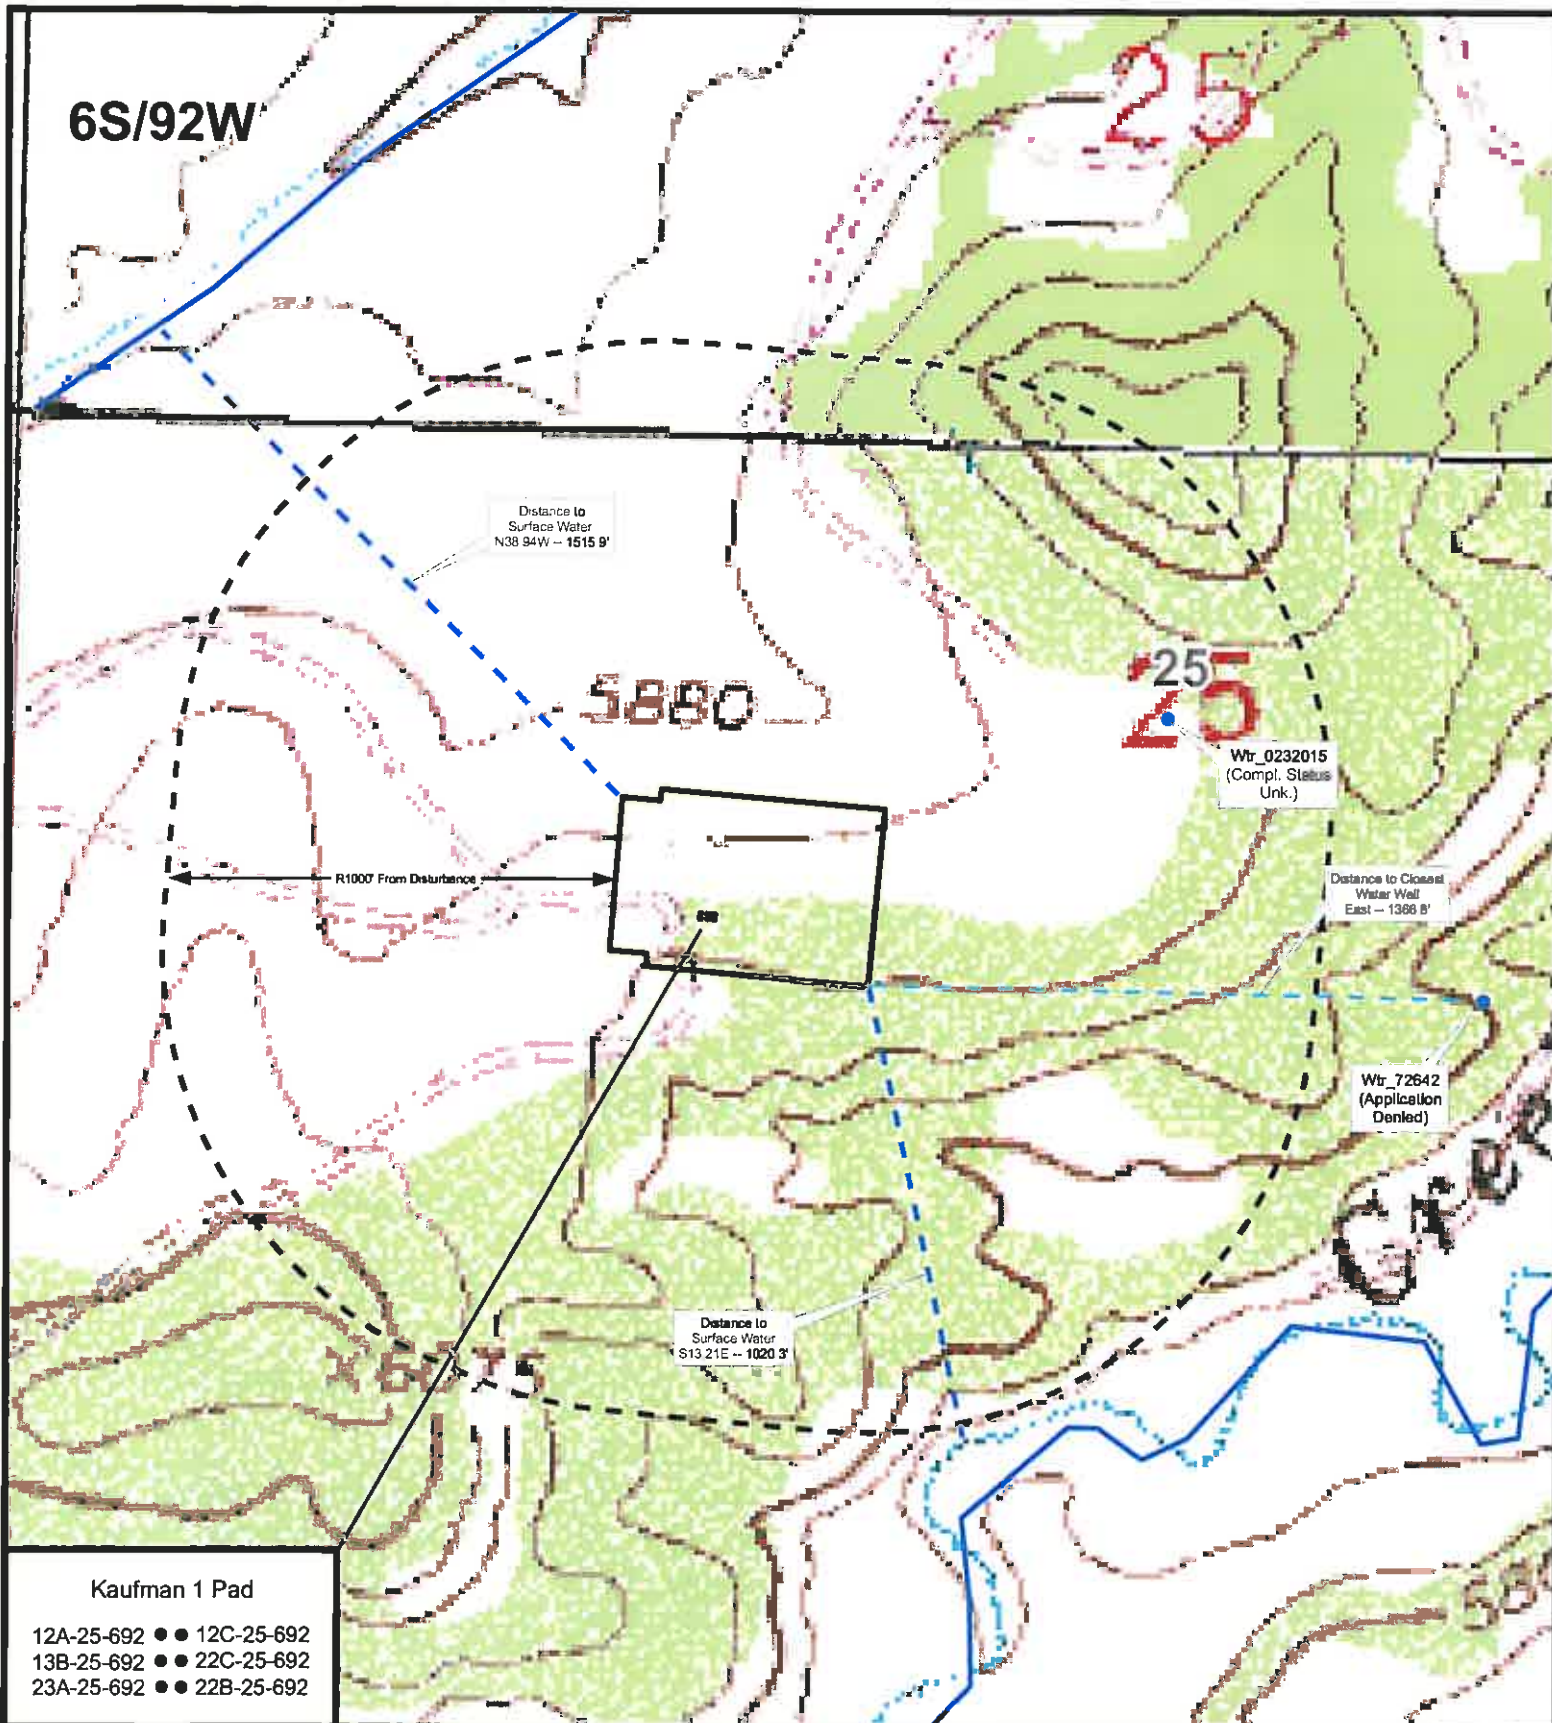 6S/92W
25
Distance to
Surface Water
N38 94W -- 1515 9'
5880
25
25
Wtr_0232015
(Compl. Status
Unk.)
R1000' From Disturbance
Distance to Closest
Water Well
East -- 1366 8'
Wtr_72642
(Application
Denied)
Distance to
Surface Water
S13 21E -- 1020 3'
Kaufman 1 Pad
12A-25-692 ●● 12C-25-692
13B-25-692 ●● 22C-25-692
23A-25-692 ●● 22B-25-692